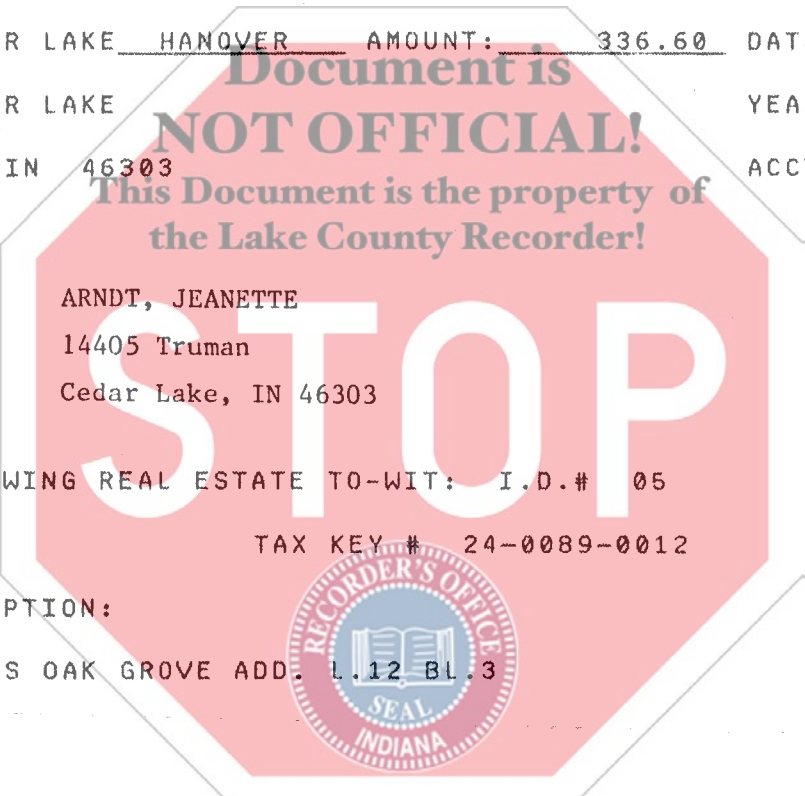 R LAKE HANOVER AMOUNT: 336.60 DAT
Document is
R LAKE YEA
NOT OFFICIAL!
IN 46303 ACC
This Document is the property of
the Lake County Recorder!
ARNDT, JEANETTE
14405 Truman
Cedar Lake, IN 46303
STOP
WING REAL ESTATE TO-WIT: I.D.# 05
TAX KEY # 24-0089-0012
RECORDER'S OFFICE
PTION:
S OAK GROVE ADD. L.12 BL.3
SEAL
INDIANA